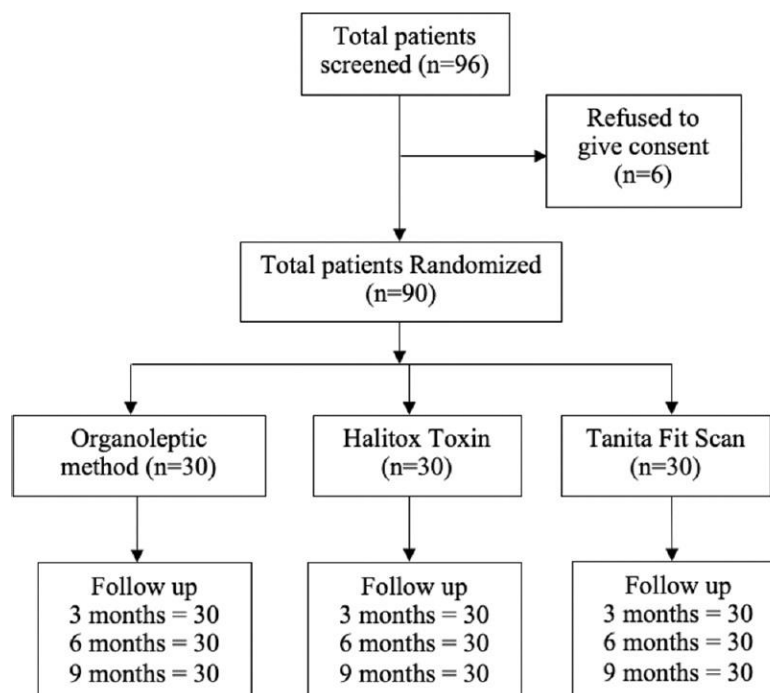 Total patients
screened (n=96)
Refused to
give consent
(n=6)
Total patients Randomized
(n=90)
Organoleptic
method (n=30)
Halitox Toxin
(n=30)
Tanita Fit Scan
(n=30)
Follow up
3 months = 30
6 months = 30
9 months = 30
Follow up
3 months = 30
6 months = 30
9 months = 30
Follow up
3 months = 30
6 months = 30
9 months = 30